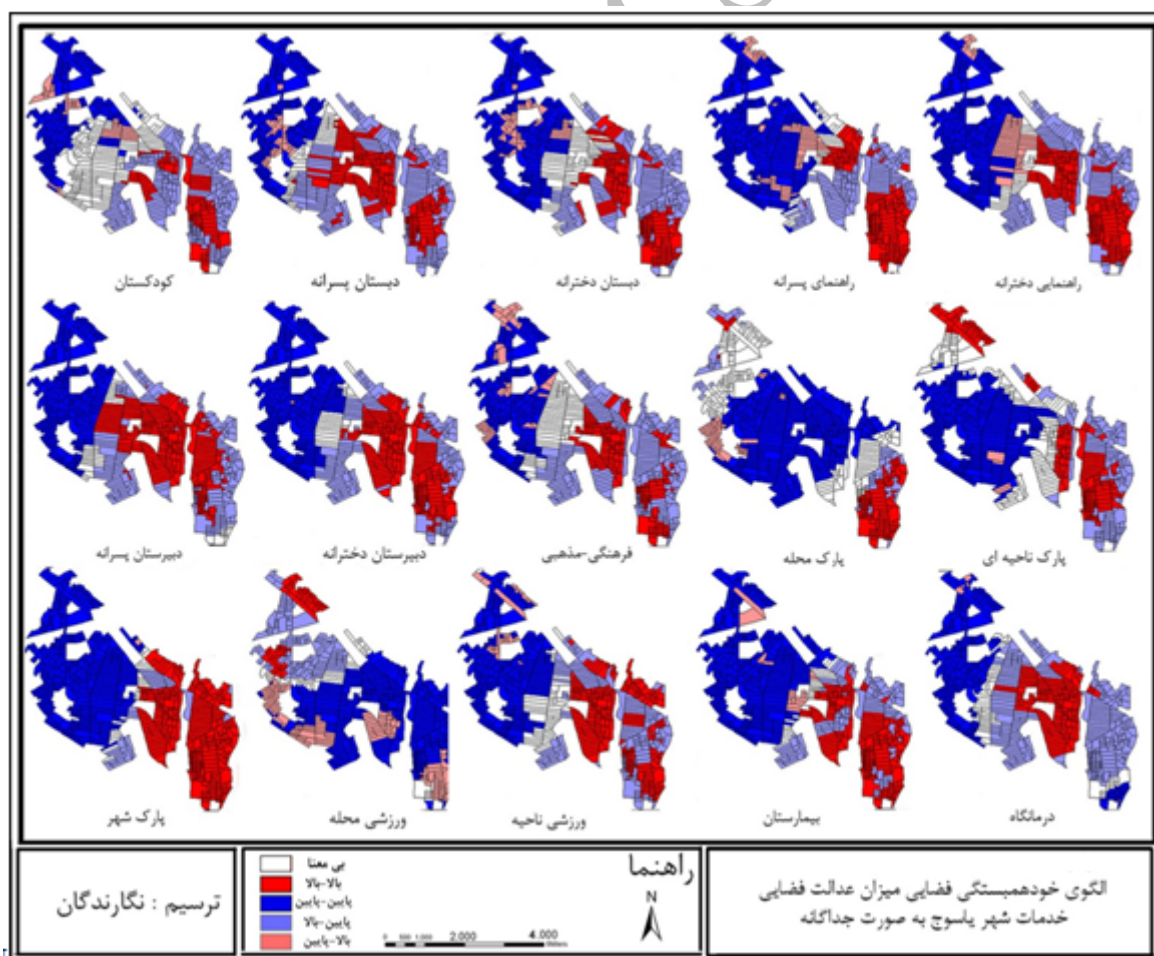 کودکستان
دبستان پسرانه
دبستان دخترانه
راهنمای پسرانه
راهنمایی دخترانه
دبیرستان پسرانه
دبیرستان دخترانه
فرهنگی-مذهبی
پارک محله
پارک ناحیه ای
پارک شهر
ورزشی محله
ورزشی ناحیه
بیمارستان
درمانگاه
الگوی خودهمبستگی فضایی میزان عدالت فضایی
خدمات شهر یاسوج به صورت جداگانه
راهنما
بی معنا
بالا-بالا
پایین-پایین
پایین-بالا
بالا-پایین
N
0 500 1.000 2.000 4.000
Meters
ترسیم : نگارندگان